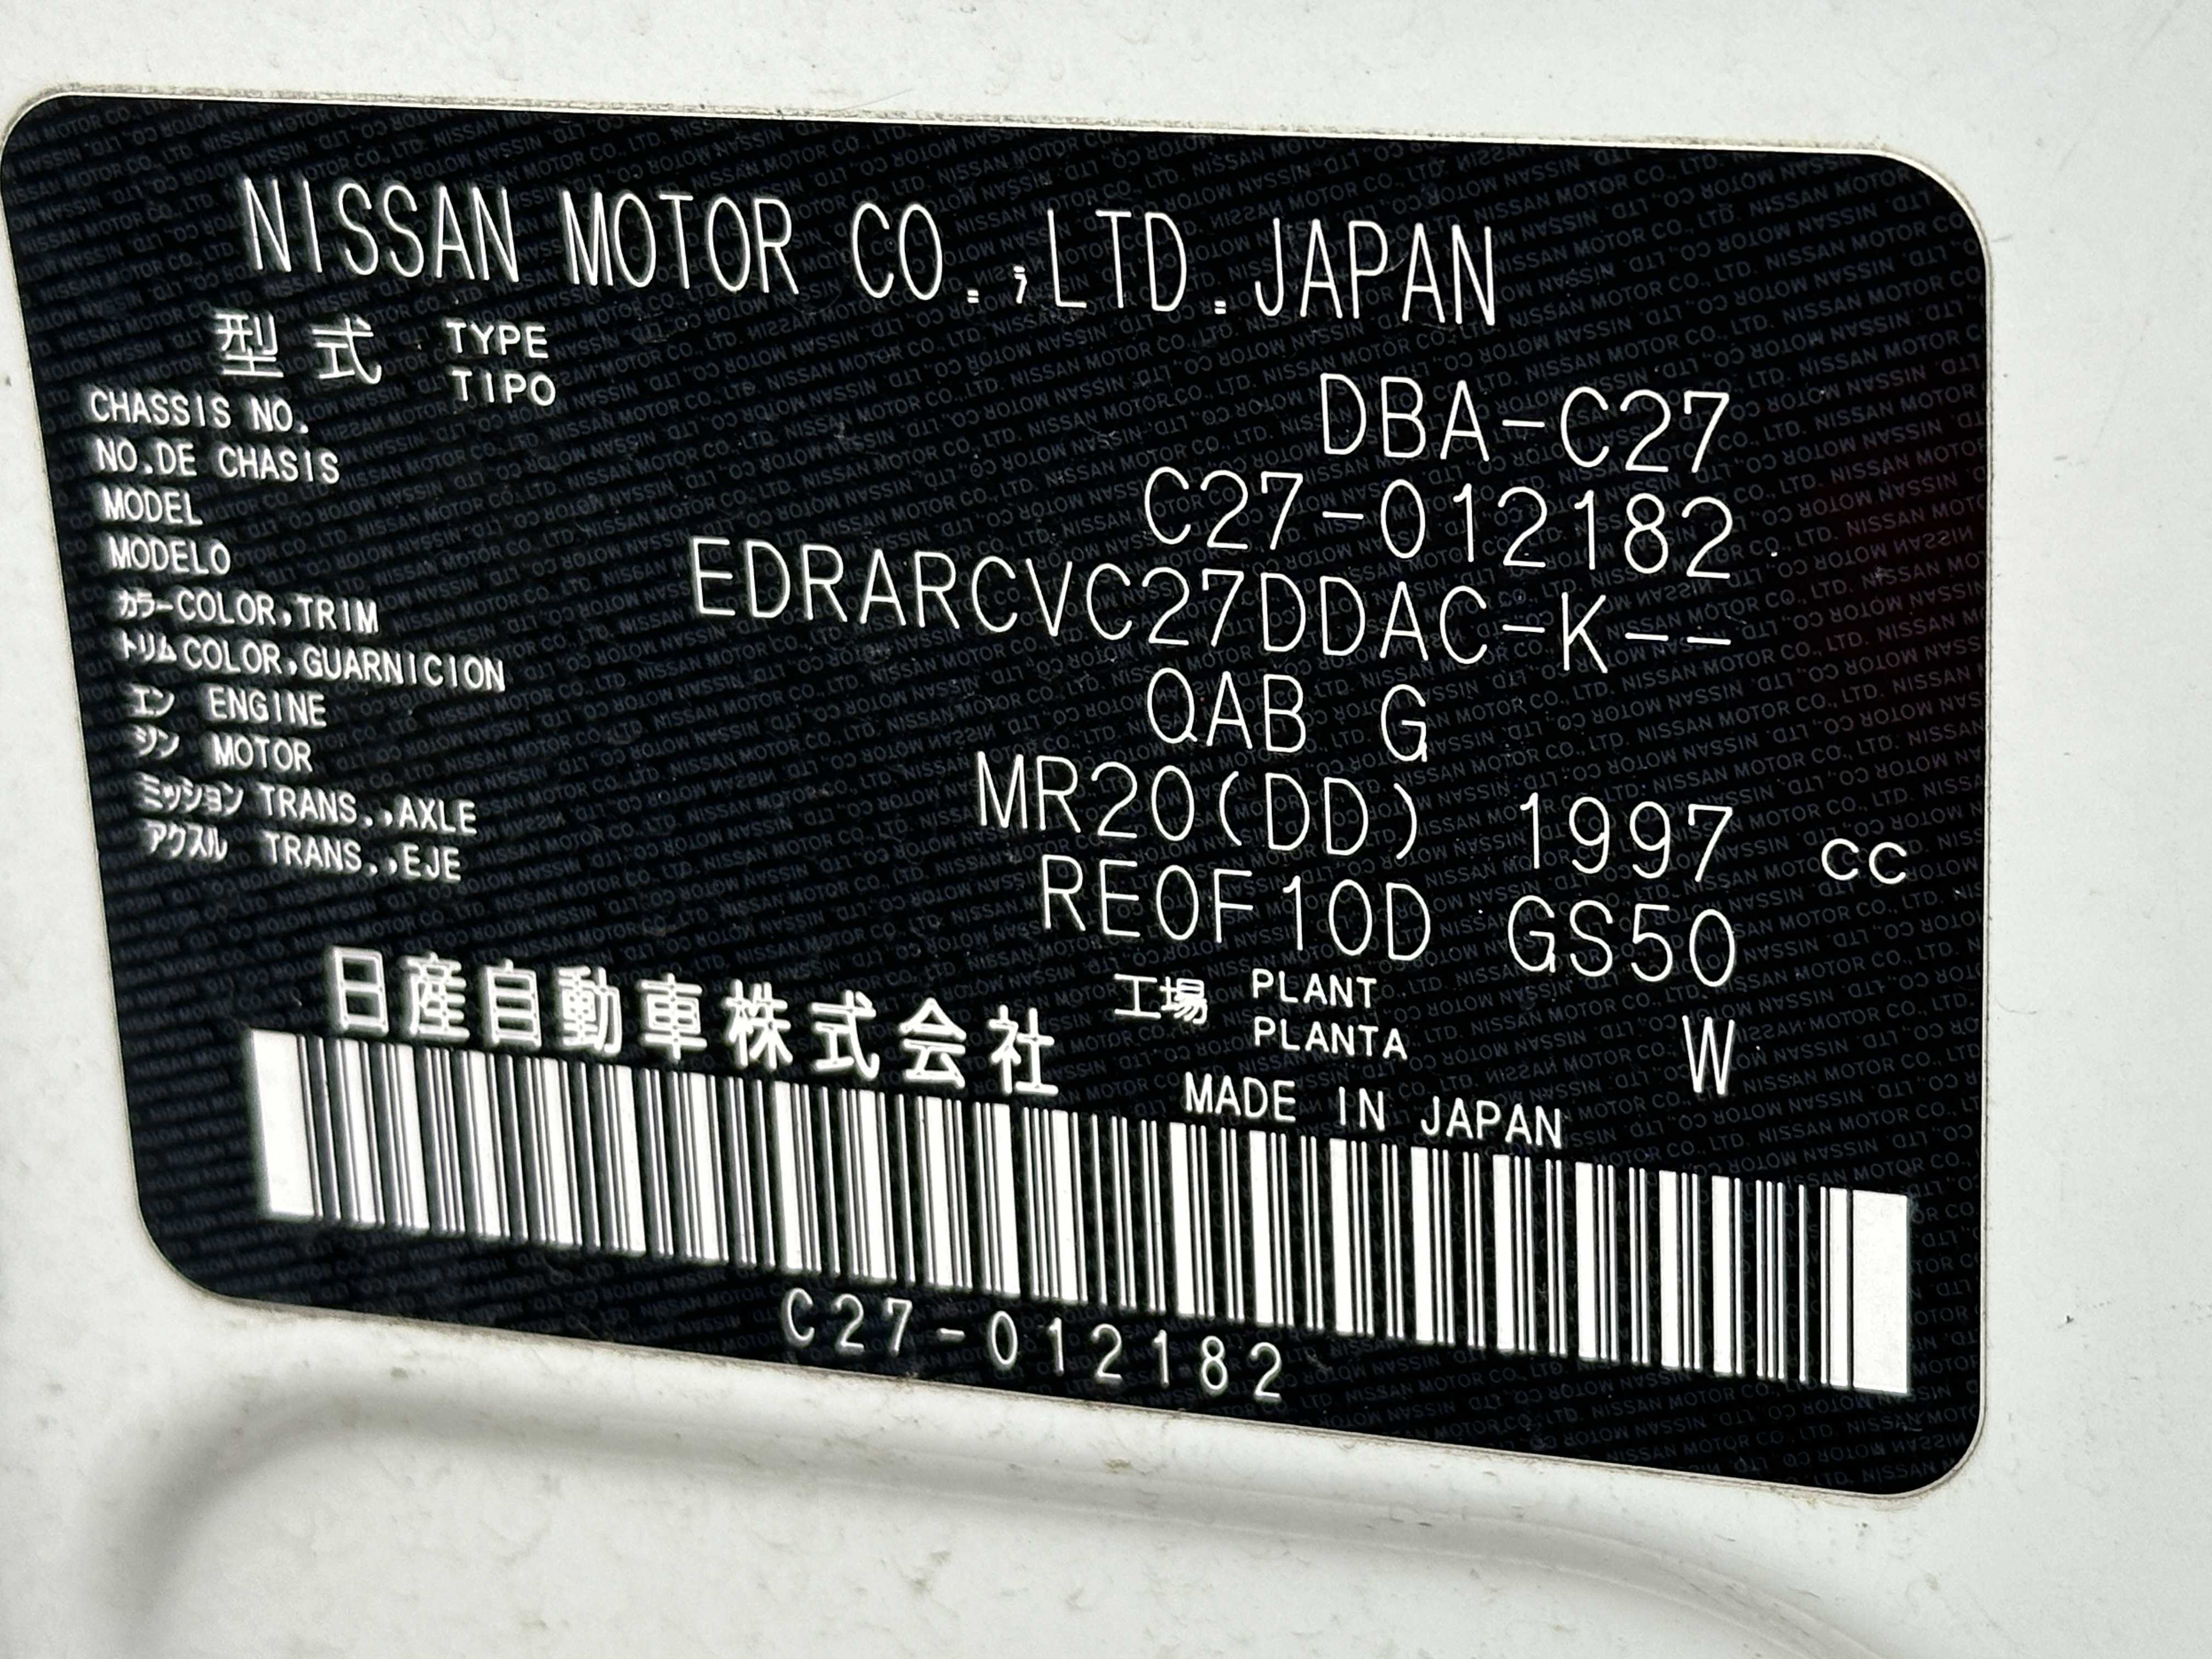 NISSAN MOTOR CO.,LTD.JAPAN
型式 TYPE TIPO DBA-C27
CHASSIS NO.
NO.DE CHASIS C27-012182
MODEL
MODELO EDRARCVC27DDAC-K--
カラー COLOR,TRIM
トリム COLOR,GUARNICION QAB G
エン ENGINE
ジン MOTOR MR20(DD) 1997 cc
ミッション TRANS.,AXLE
アクスル TRANS.,EJE RE0F10D GS50
日産自動車株式会社 工場 PLANT PLANTA W
MADE IN JAPAN
C27-012182